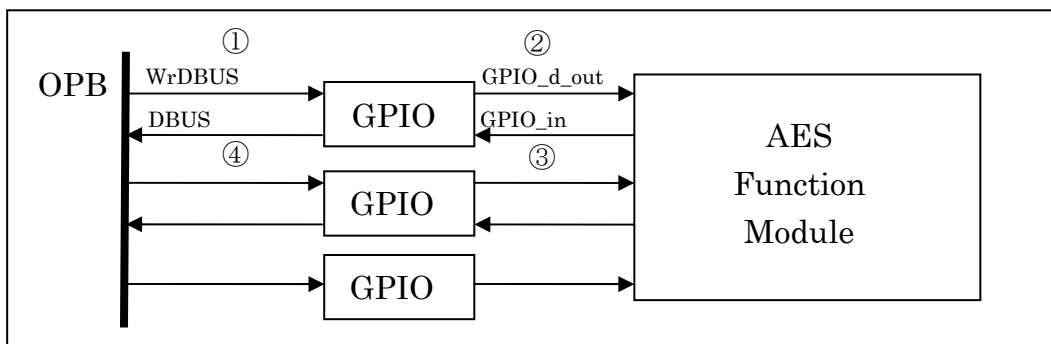 ① ②
OPB WrDBUS GPIO_d_out
GPIO AES
DBUS GPIO_in
④ ③
Function
GPIO
Module
GPIO